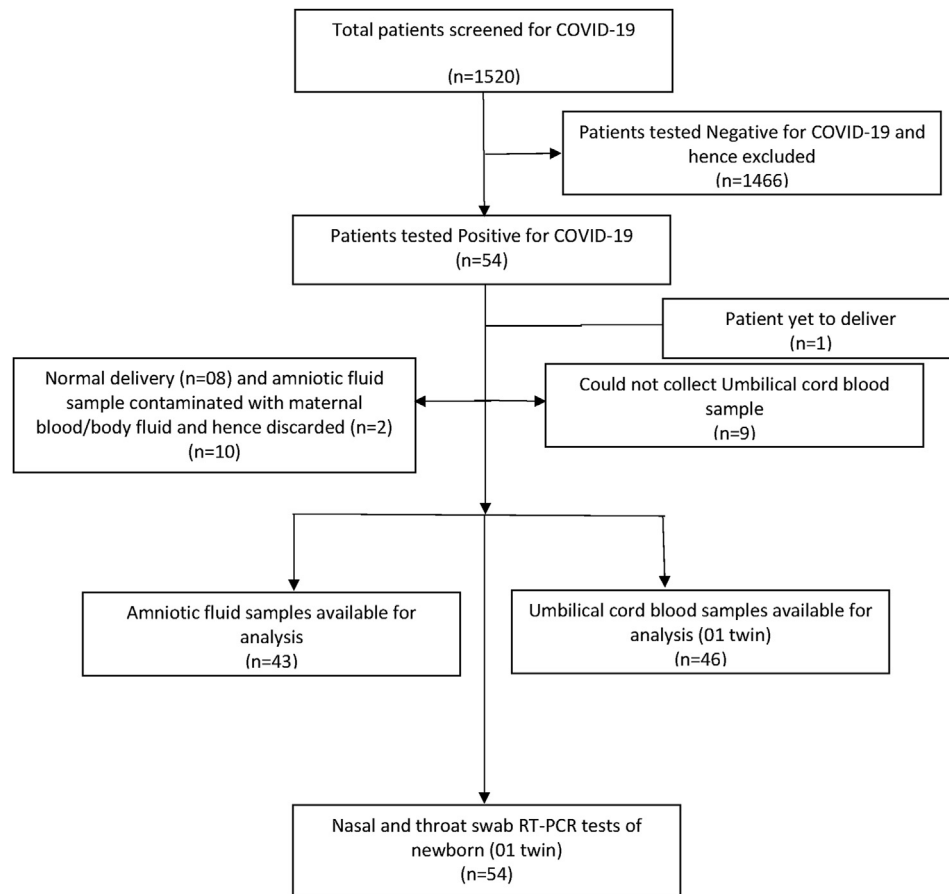 Total patients screened for COVID-19
(n=1520)
Patients tested Negative for COVID-19 and
hence excluded
(n=1466)
Patients tested Positive for COVID-19
(n=54)
Patient yet to deliver
(n=1)
Normal delivery (n=08) and amniotic fluid
sample contaminated with maternal
blood/body fluid and hence discarded (n=2)
(n=10)
Could not collect Umbilical cord blood
sample
(n=9)
Amniotic fluid samples available for
analysis
(n=43)
Umbilical cord blood samples available for
analysis (01 twin)
(n=46)
Nasal and throat swab RT-PCR tests of
newborn (01 twin)
(n=54)